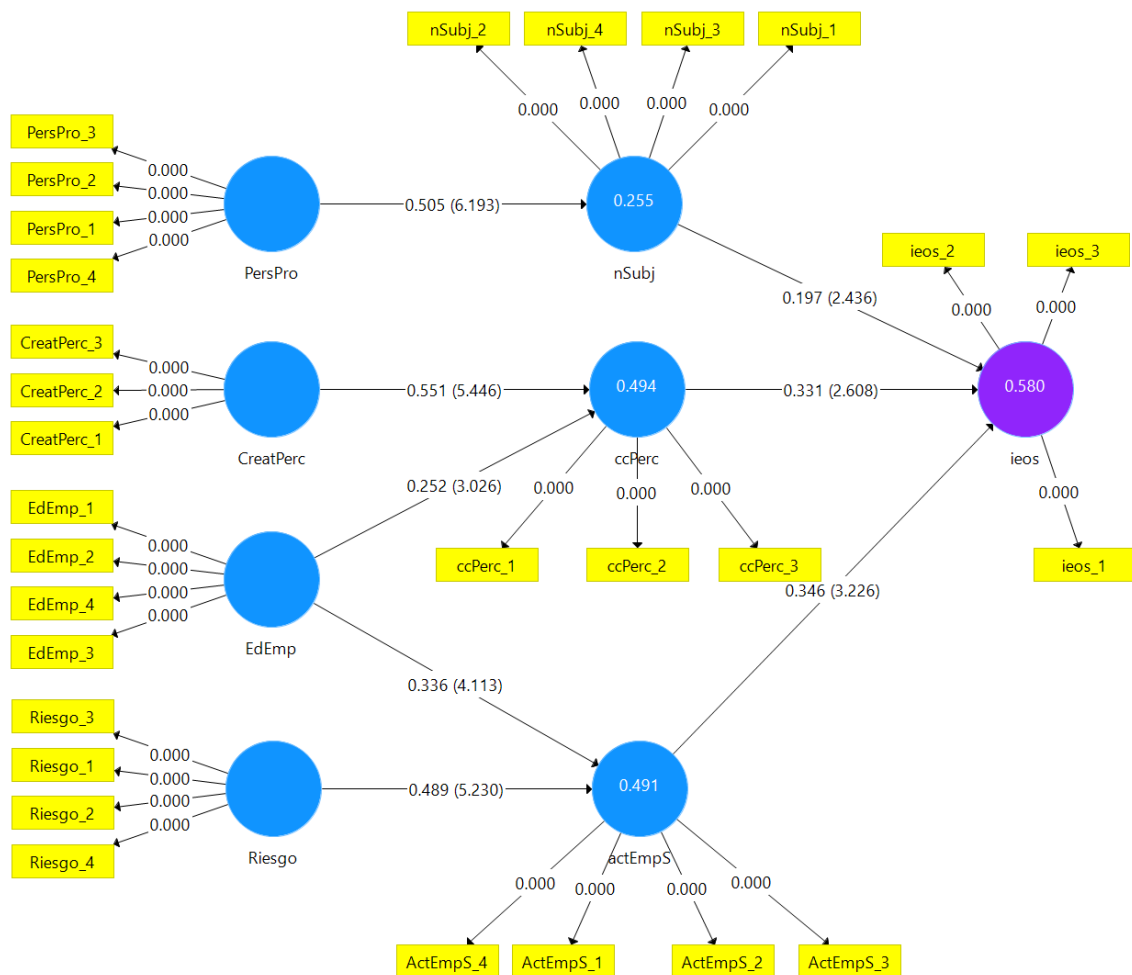 nSubj_2
nSubj_4
nSubj_3
nSubj_1
0.000
0.000
0.000
0.000
PersPro_3
PersPro_2
PersPro_1
PersPro_4
0.000
0.000
0.000
0.000
PersPro
0.505 (6.193)
0.255
nSubj
0.197 (2.436)
ieos_2
ieos_3
0.000
0.000
CreatPerc_3
CreatPerc_2
CreatPerc_1
0.000
0.000
0.000
CreatPerc
0.551 (5.446)
0.494
ccPerc
0.331 (2.608)
0.580
ieos
0.000
ieos_1
0.252 (3.026)
0.000
0.000
0.000
ccPerc_1
ccPerc_2
ccPerc_3
EdEmp_1
EdEmp_2
EdEmp_4
EdEmp_3
0.000
0.000
0.000
0.000
EdEmp
0.336 (4.113)
0.346 (3.226)
Riesgo_3
Riesgo_1
Riesgo_2
Riesgo_4
0.000
0.000
0.000
0.000
Riesgo
0.489 (5.230)
0.491
actEmpS
0.000
0.000
0.000
0.000
ActEmpS_4
ActEmpS_1
ActEmpS_2
ActEmpS_3